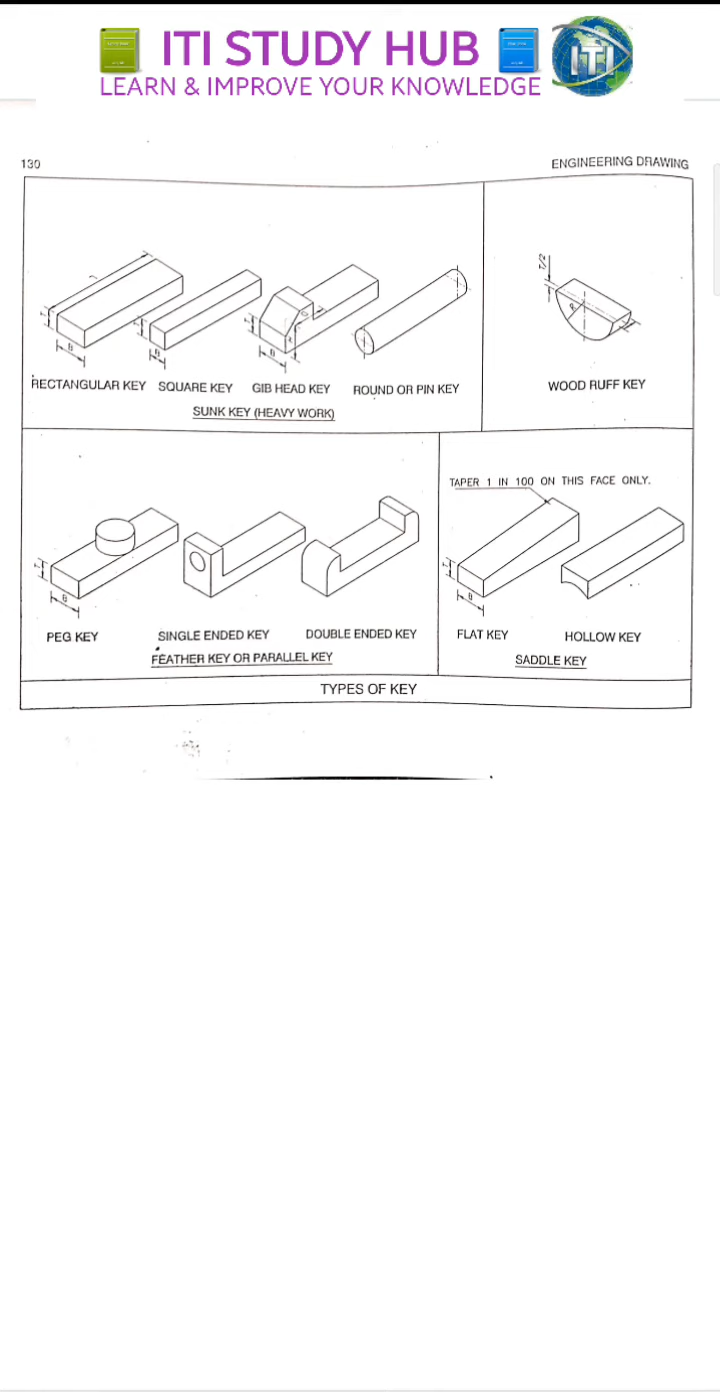 ITI STUDY HUB
LEARN & IMPROVE YOUR KNOWLEDGE
ITI
130
ENGINEERING DRAWING
L
T
B
T
B
T
B
RECTANGULAR KEY
SQUARE KEY
GIB HEAD KEY
ROUND OR PIN KEY
SUNK KEY (HEAVY WORK)
R
WOOD RUFF KEY
T
B
PEG KEY
SINGLE ENDED KEY
DOUBLE ENDED KEY
FEATHER KEY OR PARALLEL KEY
TAPER 1 IN 100 ON THIS FACE ONLY.
T
B
FLAT KEY
HOLLOW KEY
SADDLE KEY
TYPES OF KEY